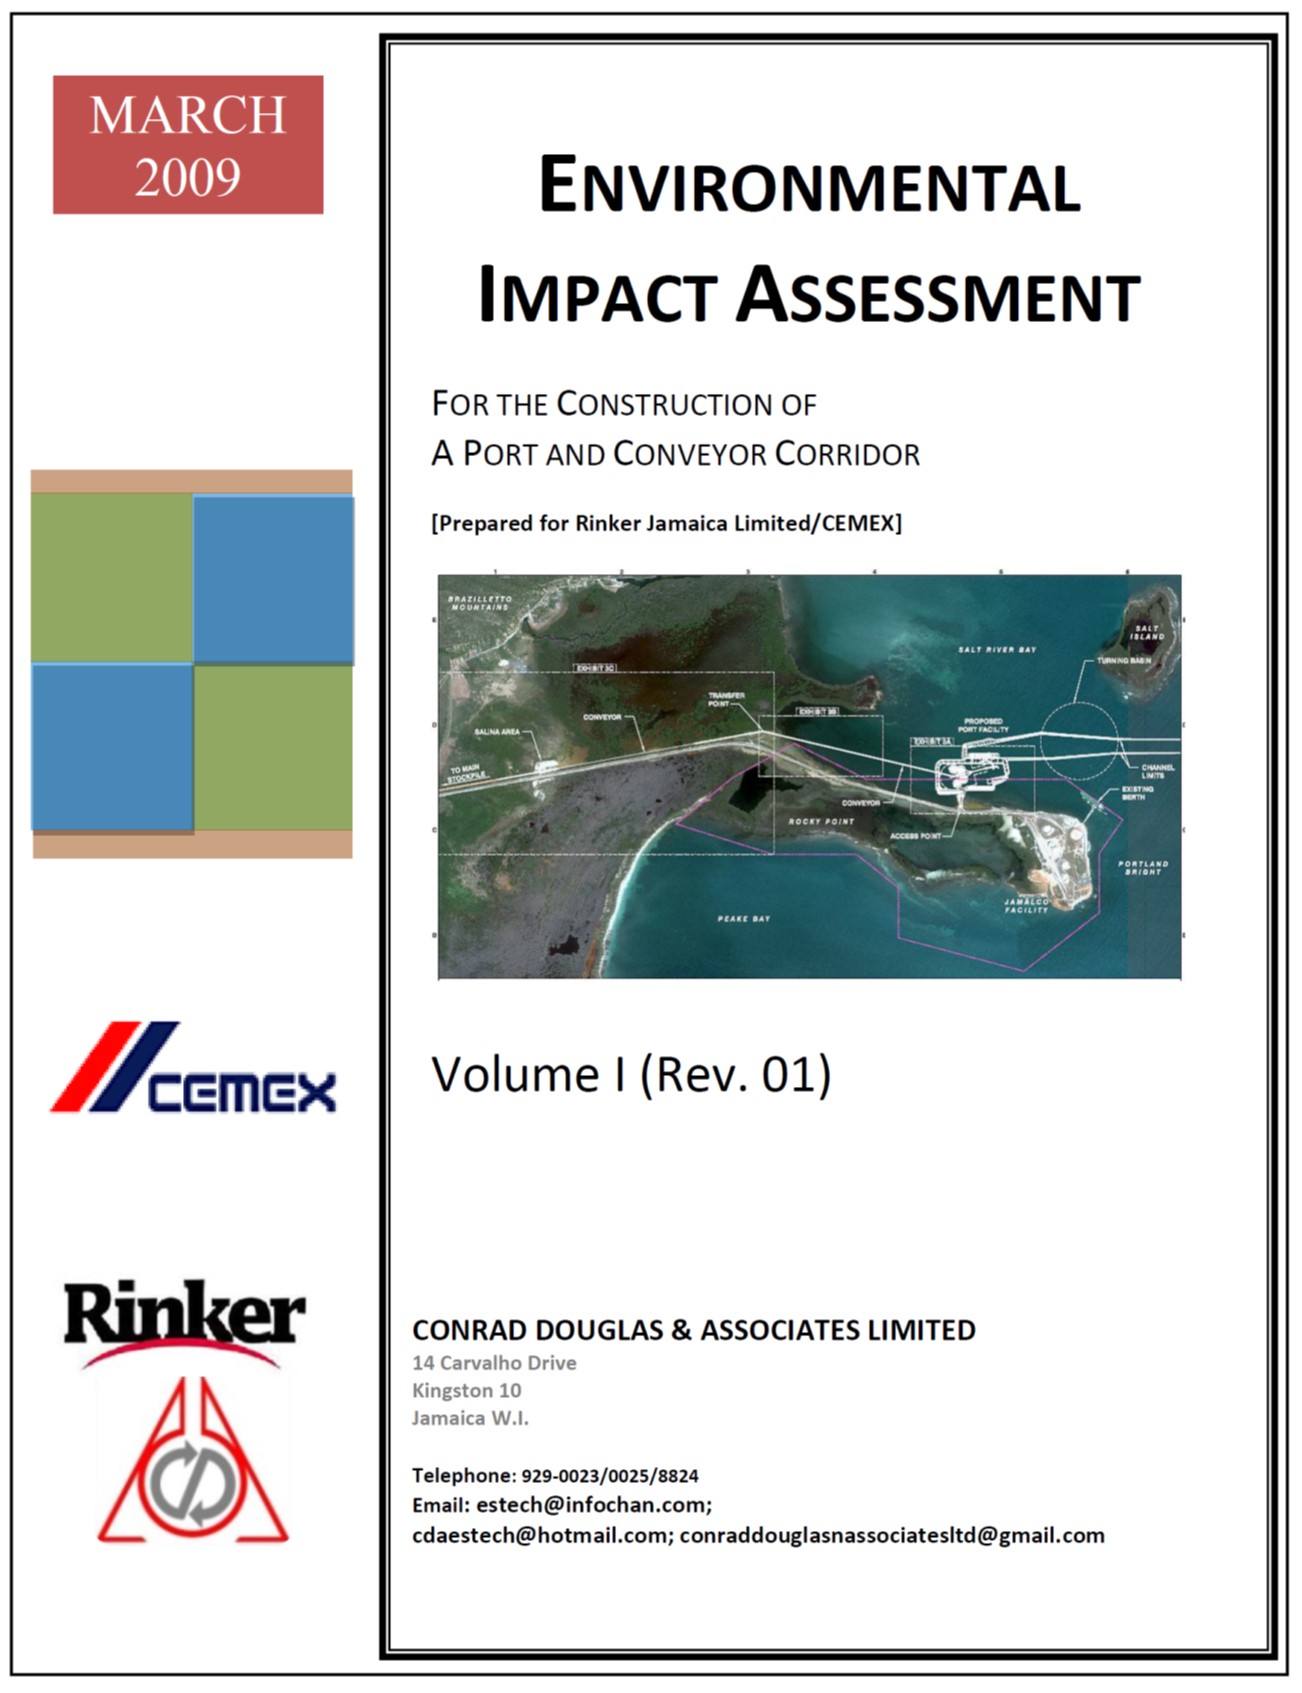 MARCH
2009
ENVIRONMENTAL
IMPACT ASSESSMENT
FOR THE CONSTRUCTION OF
A PORT AND CONVEYOR CORRIDOR
[Prepared for Rinker Jamaica Limited/CEMEX]
BRAZILLETTO
MOUNTAINS
SALT
ISLAND
SALT RIVER BAY
TURNING BASIN
EXHIBIT 3C
TRANSFER
POINT
EXHIBIT 3B
CONVEYOR
PROPOSED
PORT FACILITY
SALINA AREA
EXHIBIT 3A
TO MAIN
STOCKPILE
CHANNEL
LIMITS
EXISTING
BERTH
CONVEYOR
ROCKY POINT
ACCESS POINT
PORTLAND
BRIGHT
JAMALCO
FACILITY
PEAKE BAY
CEMEX
Volume I (Rev. 01)
Rinker
CONRAD DOUGLAS & ASSOCIATES LIMITED
14 Carvalho Drive
Kingston 10
Jamaica W.I.
Telephone: 929-0023/0025/8824
Email: estech@infochan.com;
cdaestech@hotmail.com; conraddouglasnassociatesltd@gmail.com